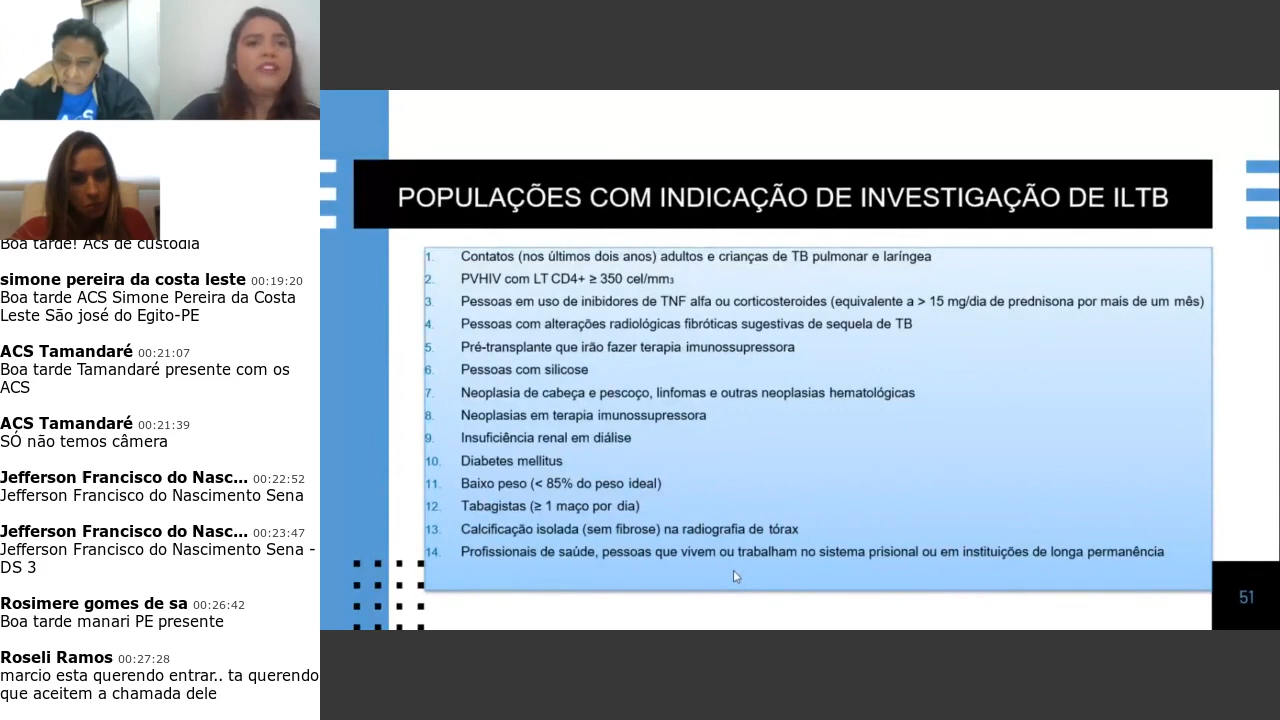 Boa tarde! Acs de custodia
simone pereira da costa leste 00:19:20
Boa tarde ACS Simone Pereira da Costa
Leste São josé do Egito-PE
ACS Tamandaré 00:21:07
Boa tarde Tamandaré presente com os
ACS
ACS Tamandaré 00:21:39
SÓ não temos câmera
Jefferson Francisco do Nasc... 00:22:52
Jefferson Francisco do Nascimento Sena
Jefferson Francisco do Nasc... 00:23:47
Jefferson Francisco do Nascimento Sena -
DS 3
Rosimere gomes de sa 00:26:42
Boa tarde manari PE presente
Roseli Ramos 00:27:28
marcio esta querendo entrar.. ta querendo
que aceitem a chamada dele
POPULAÇÕES COM INDICAÇÃO DE INVESTIGAÇÃO DE ILTB
1. Contatos (nos últimos dois anos) adultos e crianças de TB pulmonar e laríngea
2. PVHIV com LT CD4+ ≥ 350 cel/mm₃
3. Pessoas em uso de inibidores de TNF alfa ou corticosteroides (equivalente a > 15 mg/dia de prednisona por mais de um mês)
4. Pessoas com alterações radiológicas fibróticas sugestivas de sequela de TB
5. Pré-transplante que irão fazer terapia imunossupressora
6. Pessoas com silicose
7. Neoplasia de cabeça e pescoço, linfomas e outras neoplasias hematológicas
8. Neoplasias em terapia imunossupressora
9. Insuficiência renal em diálise
10. Diabetes mellitus
11. Baixo peso (< 85% do peso ideal)
12. Tabagistas (≥ 1 maço por dia)
13. Calcificação isolada (sem fibrose) na radiografia de tórax
14. Profissionais de saúde, pessoas que vivem ou trabalham no sistema prisional ou em instituições de longa permanência
51